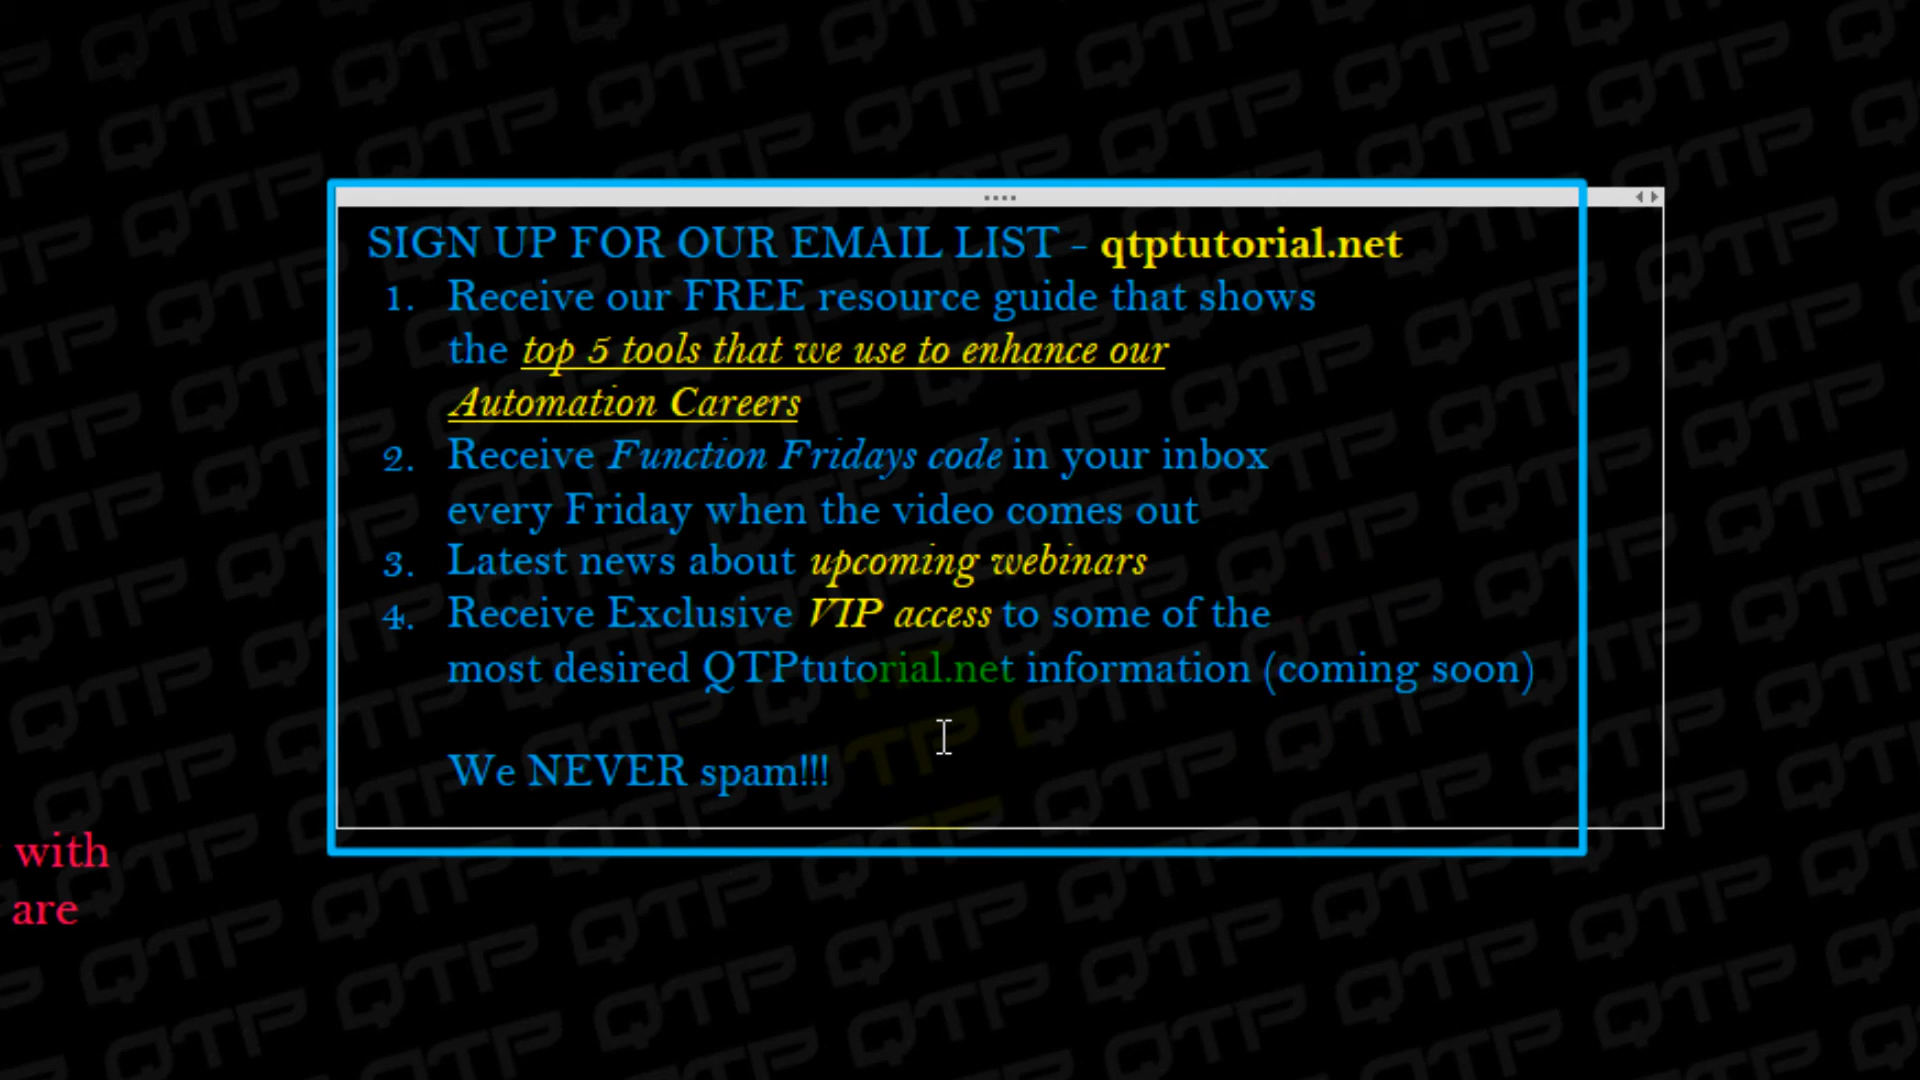 SIGN UP FOR OUR EMAIL LIST - qtptutorial.net
1. Receive our FREE resource guide that shows
the top 5 tools that we use to enhance our
Automation Careers
2. Receive Function Fridays code in your inbox
every Friday when the video comes out
3. Latest news about upcoming webinars
4. Receive Exclusive VIP access to some of the
most desired QTPtutorial.net information (coming soon)
We NEVER spam!!!
with
are